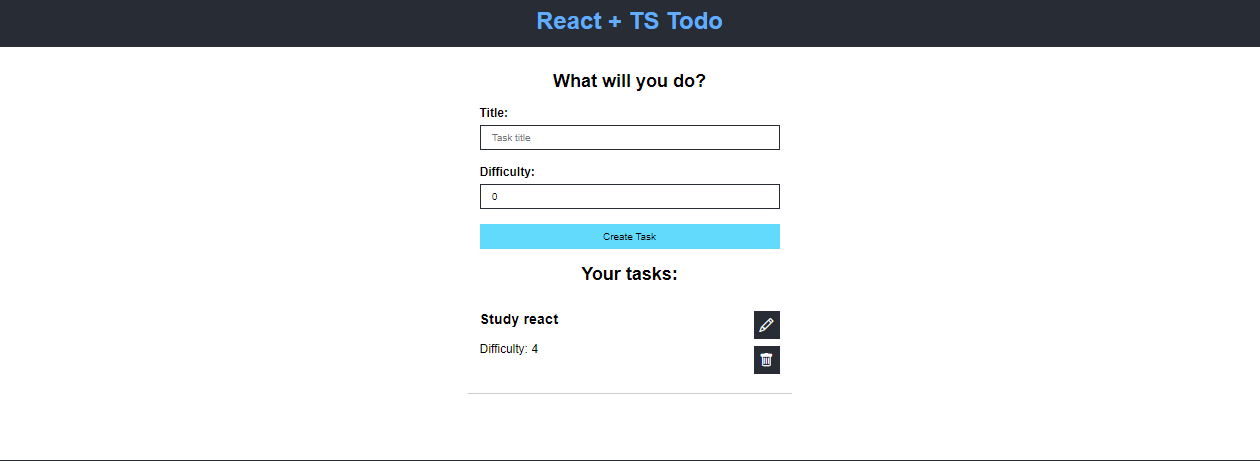 React + TS Todo
What will you do?
Title:
Task title
Difficulty:
0
Create Task
Your tasks:
Study react
Difficulty: 4